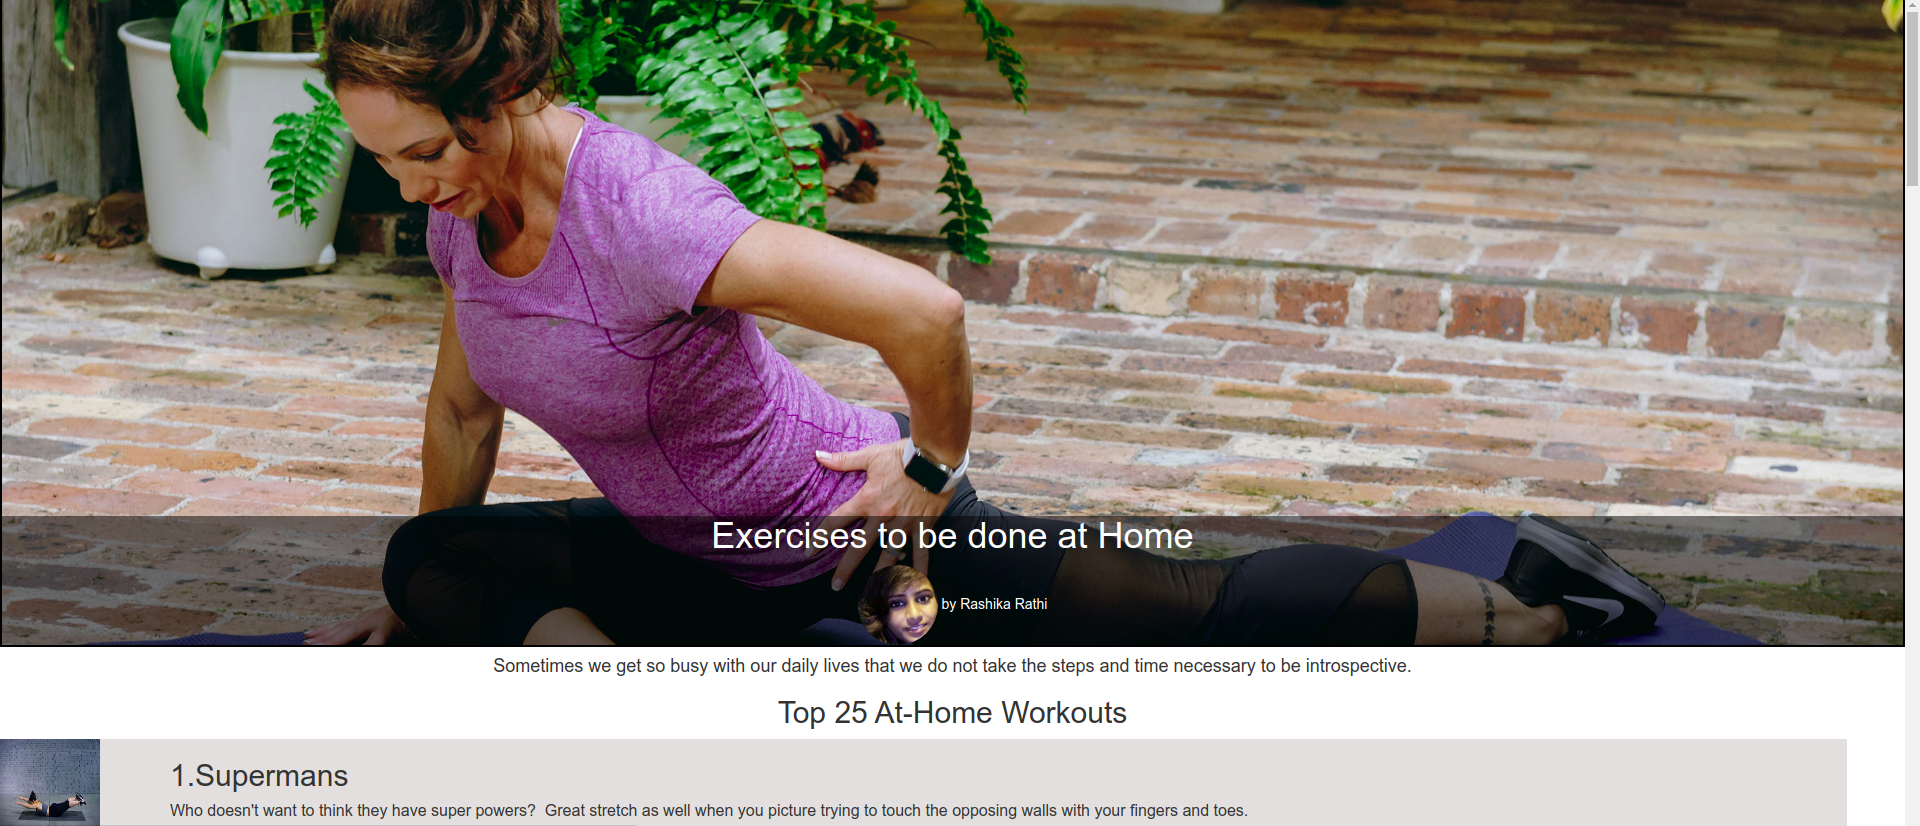 Exercises to be done at Home
by Rashika Rathi
Sometimes we get so busy with our daily lives that we do not take the steps and time necessary to be introspective.
Top 25 At-Home Workouts
1.Supermans
Who doesn't want to think they have super powers?  Great stretch as well when you picture trying to touch the opposing walls with your fingers and toes.